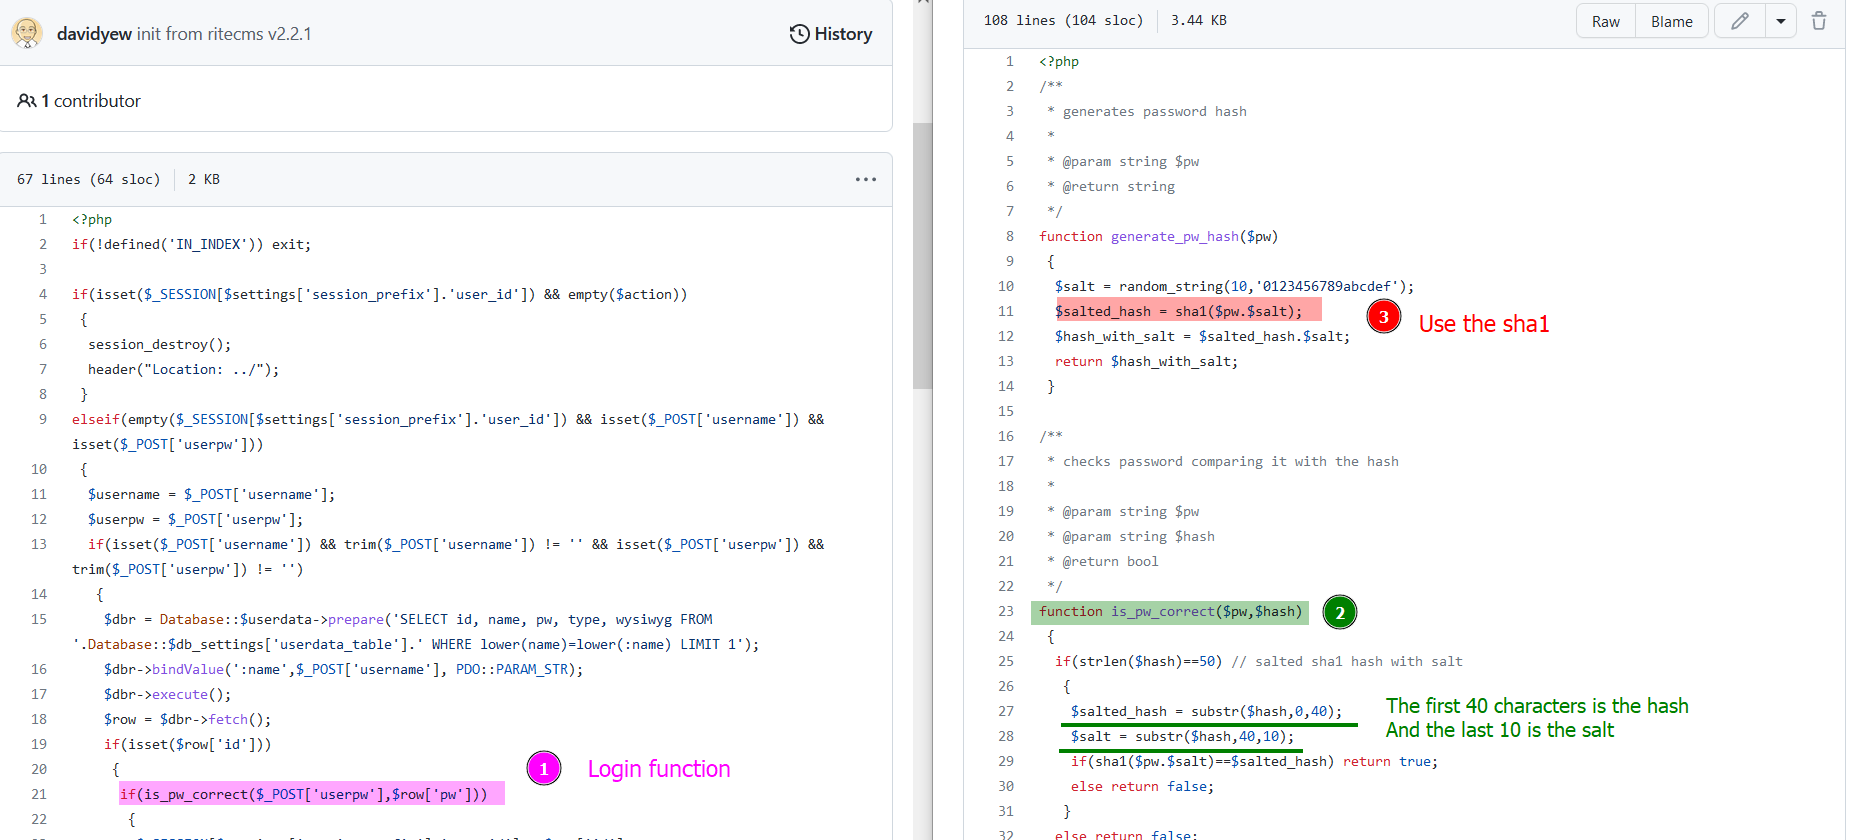 davidyew init from ritecms v2.2.1
History
1 contributor
67 lines (64 sloc) 2 KB
1 <?php
2 if(!defined('IN_INDEX')) exit;
3
4 if(isset($_SESSION[$settings['session_prefix'].'user_id']) && empty($action))
5 {
6 session_destroy();
7 header("Location: ../");
8 }
9 elseif(empty($_SESSION[$settings['session_prefix'].'user_id']) && isset($_POST['username']) &&
isset($_POST['userpw']))
10 {
11 $username = $_POST['username'];
12 $userpw = $_POST['userpw'];
13 if(isset($_POST['username']) && trim($_POST['username']) != '' && isset($_POST['userpw']) &&
trim($_POST['userpw']) != '')
14 {
15 $dbr = Database::$userdata->prepare('SELECT id, name, pw, type, wysiwyg FROM
'.Database::$db_settings['userdata_table'].' WHERE lower(name)=lower(:name) LIMIT 1');
16 $dbr->bindValue(':name',$_POST['username'], PDO::PARAM_STR);
17 $dbr->execute();
18 $row = $dbr->fetch();
19 if(isset($row['id']))
20 {
1 Login function
21 if(is_pw_correct($_POST['userpw'],$row['pw']))
22 {
108 lines (104 sloc) 3.44 KB
Raw Blame
1 <?php
2 /**
3 * generates password hash
4 *
5 * @param string $pw
6 * @return string
7 */
8 function generate_pw_hash($pw)
9 {
10 $salt = random_string(10,'0123456789abcdef');
11 $salted_hash = sha1($pw.$salt);
3 Use the sha1
12 $hash_with_salt = $salted_hash.$salt;
13 return $hash_with_salt;
14 }
15
16 /**
17 * checks password comparing it with the hash
18 *
19 * @param string $pw
20 * @param string $hash
21 * @return bool
22 */
23 function is_pw_correct($pw,$hash)
2
24 {
25 if(strlen($hash)==50) // salted sha1 hash with salt
26 {
27 $salted_hash = substr($hash,0,40);
The first 40 characters is the hash
And the last 10 is the salt
28 $salt = substr($hash,40,10);
29 if(sha1($pw.$salt)==$salted_hash) return true;
30 else return false;
31 }
32 else return false;